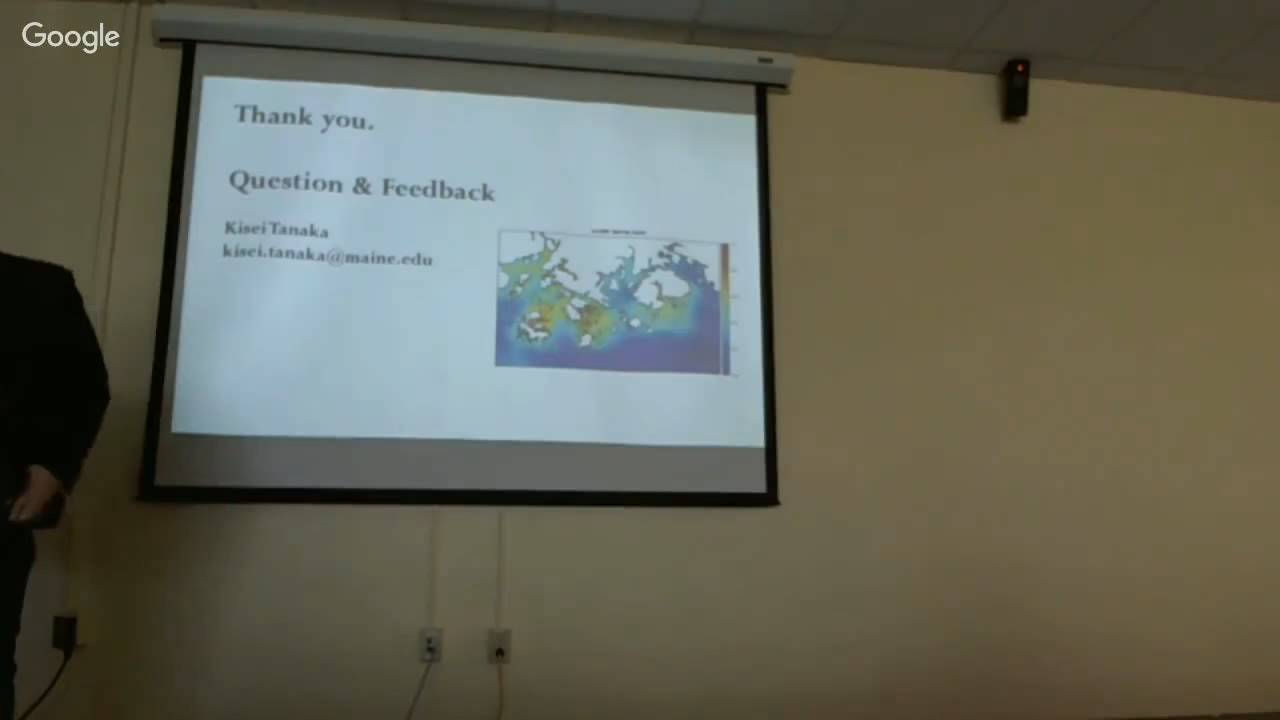 Google
Thank you.
Question & Feedback
Kisei Tanaka
kisei.tanaka@maine.edu